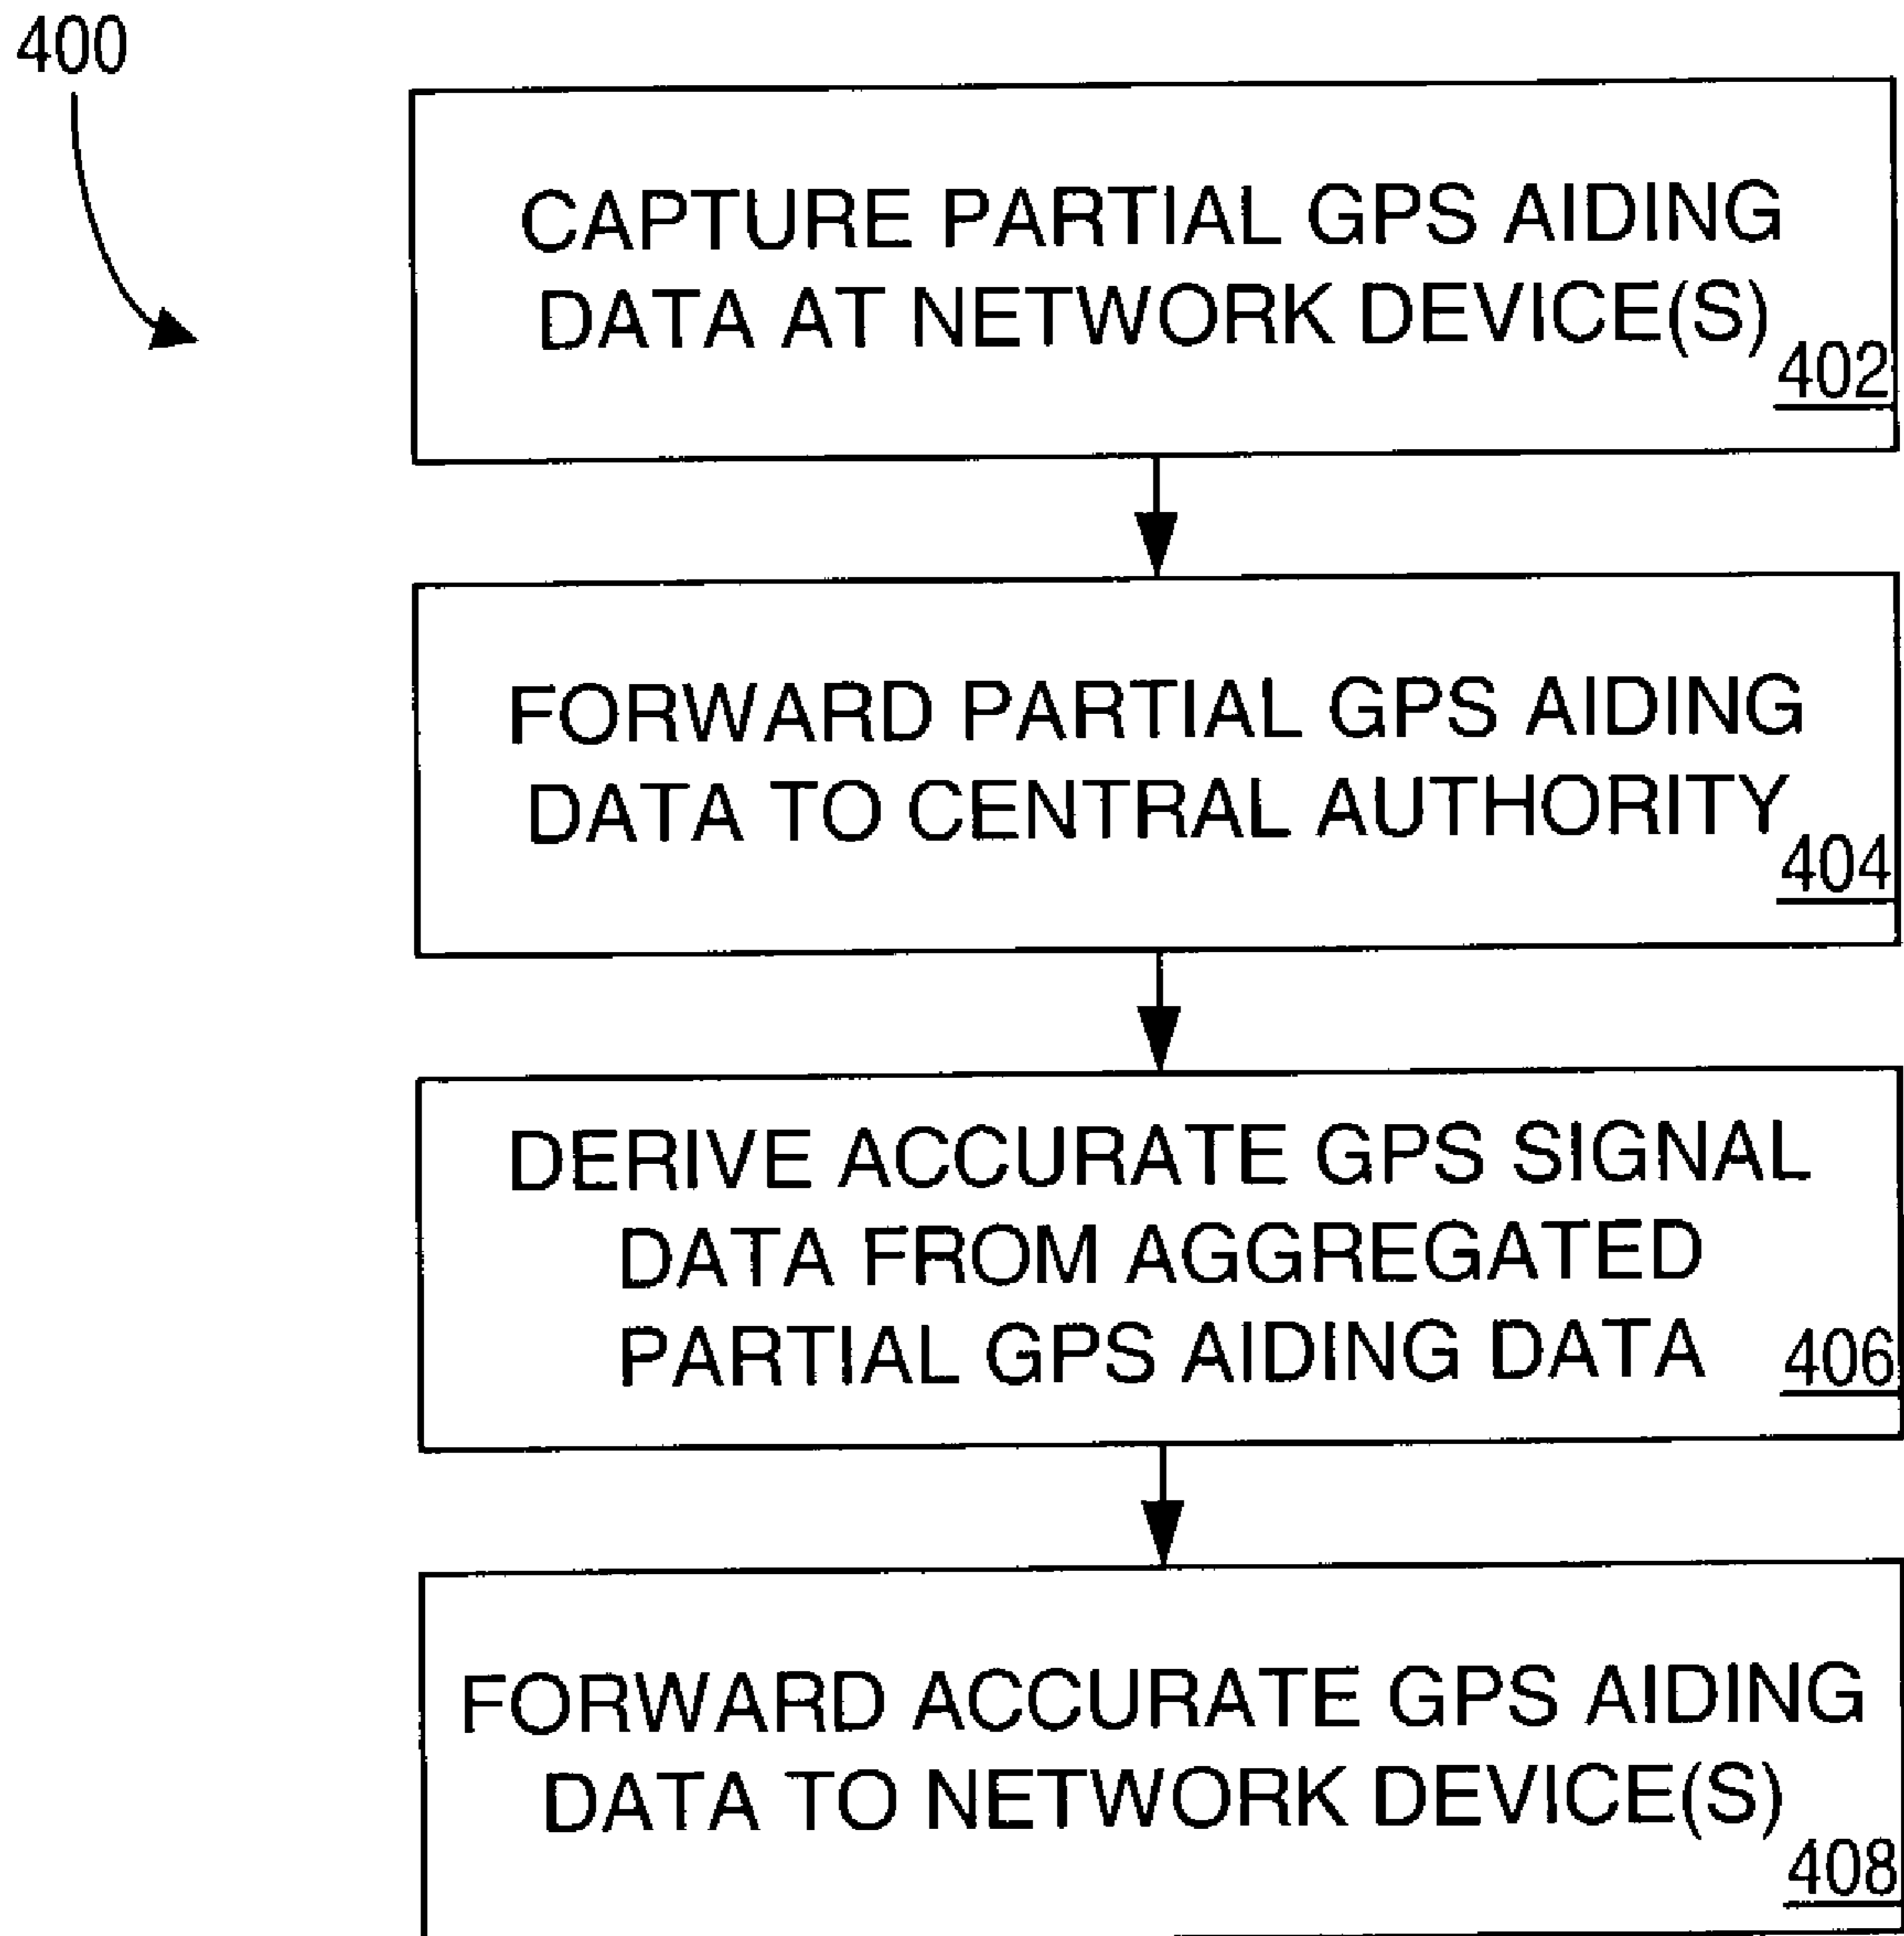 400
CAPTURE PARTIAL GPS AIDING
DATA AT NETWORK DEVICE(S)
402
FORWARD PARTIAL GPS AIDING
DATA TO CENTRAL AUTHORITY
404
DERIVE ACCURATE GPS SIGNAL
DATA FROM AGGREGATED
PARTIAL GPS AIDING DATA
406
FORWARD ACCURATE GPS AIDING
DATA TO NETWORK DEVICE(S)
408